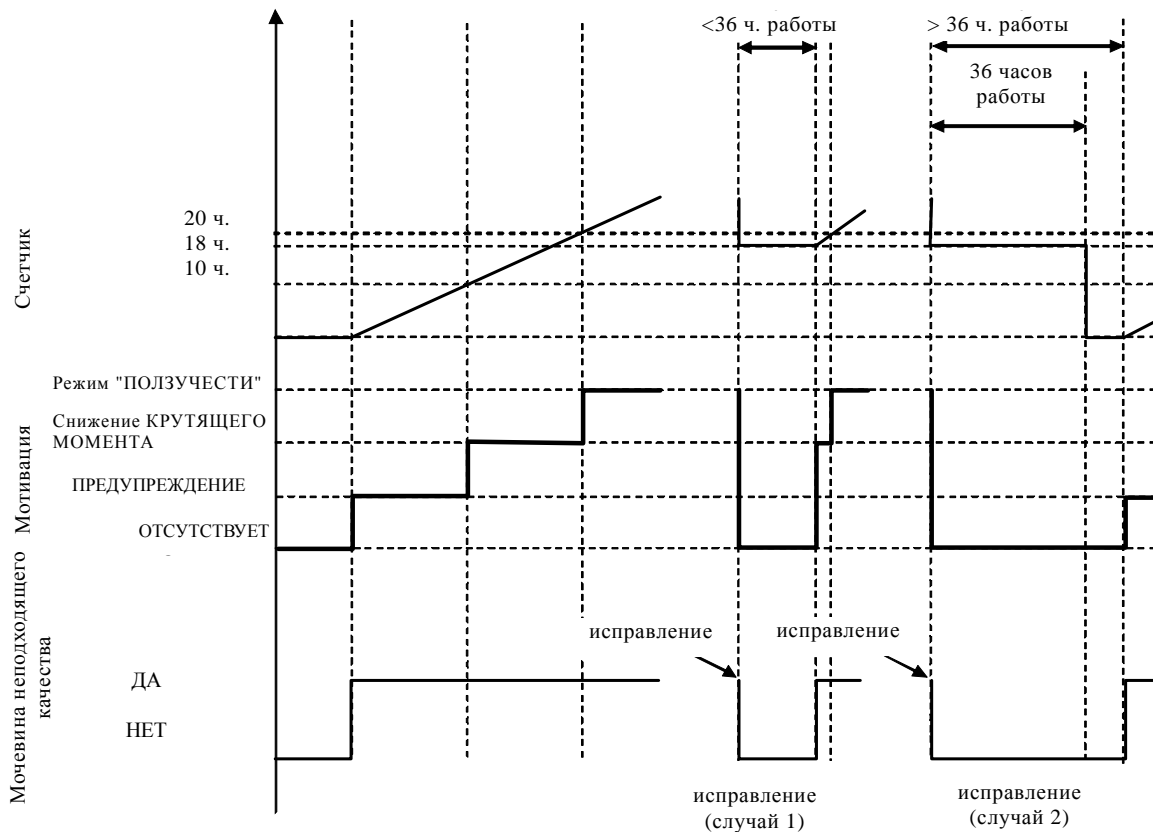 <36 ч. работы
> 36 ч. работы
36 часов
работы
Счетчик
20 ч.
18 ч.
10 ч.
Мотивация
Режим "ПОЛЗУЧЕСТИ"
Снижение КРУТЯЩЕГО
МОМЕНТА
ПРЕДУПРЕЖДЕНИЕ
ОТСУТСТВУЕТ
Мочевина неподходящего
качества
ДА
НЕТ
исправление
исправление
исправление
(случай 1)
исправление
(случай 2)